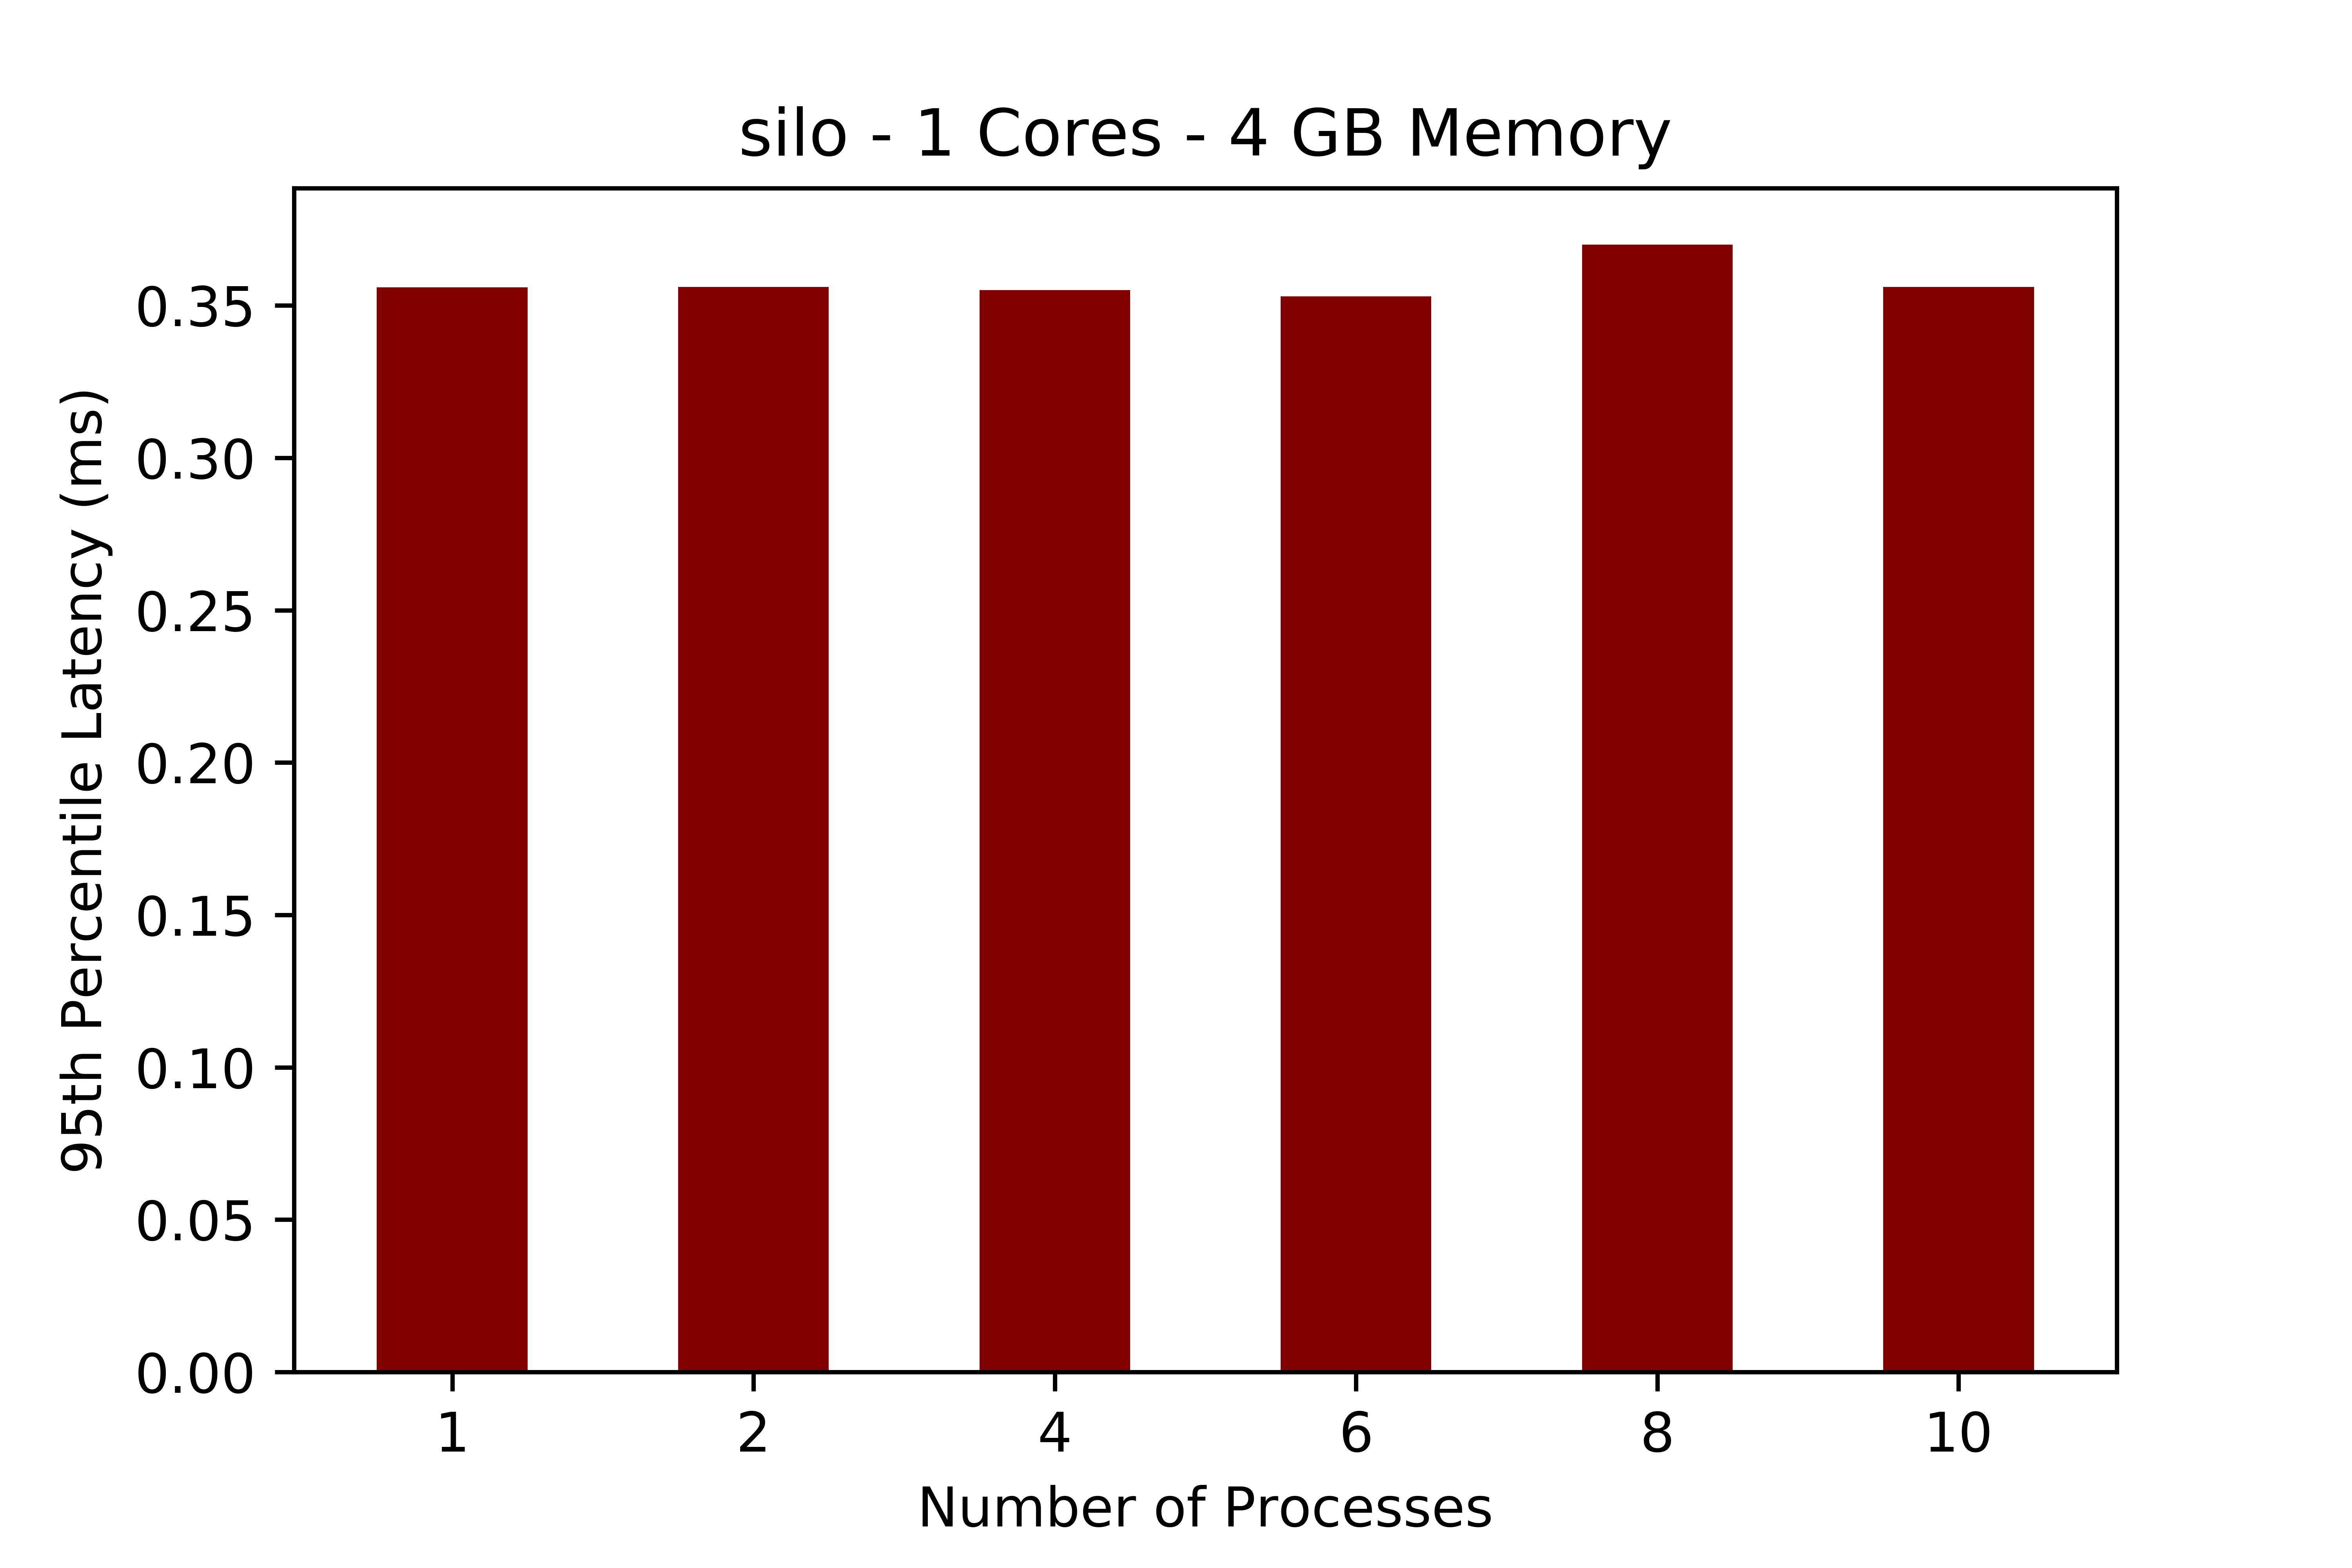 silo - 1 Cores - 4 GB Memory
95th Percentile Latency (ms)
0.35
0.30
0.25
0.20
0.15
0.10
0.05
0.00
1 2 4 6 8 10
Number of Processes